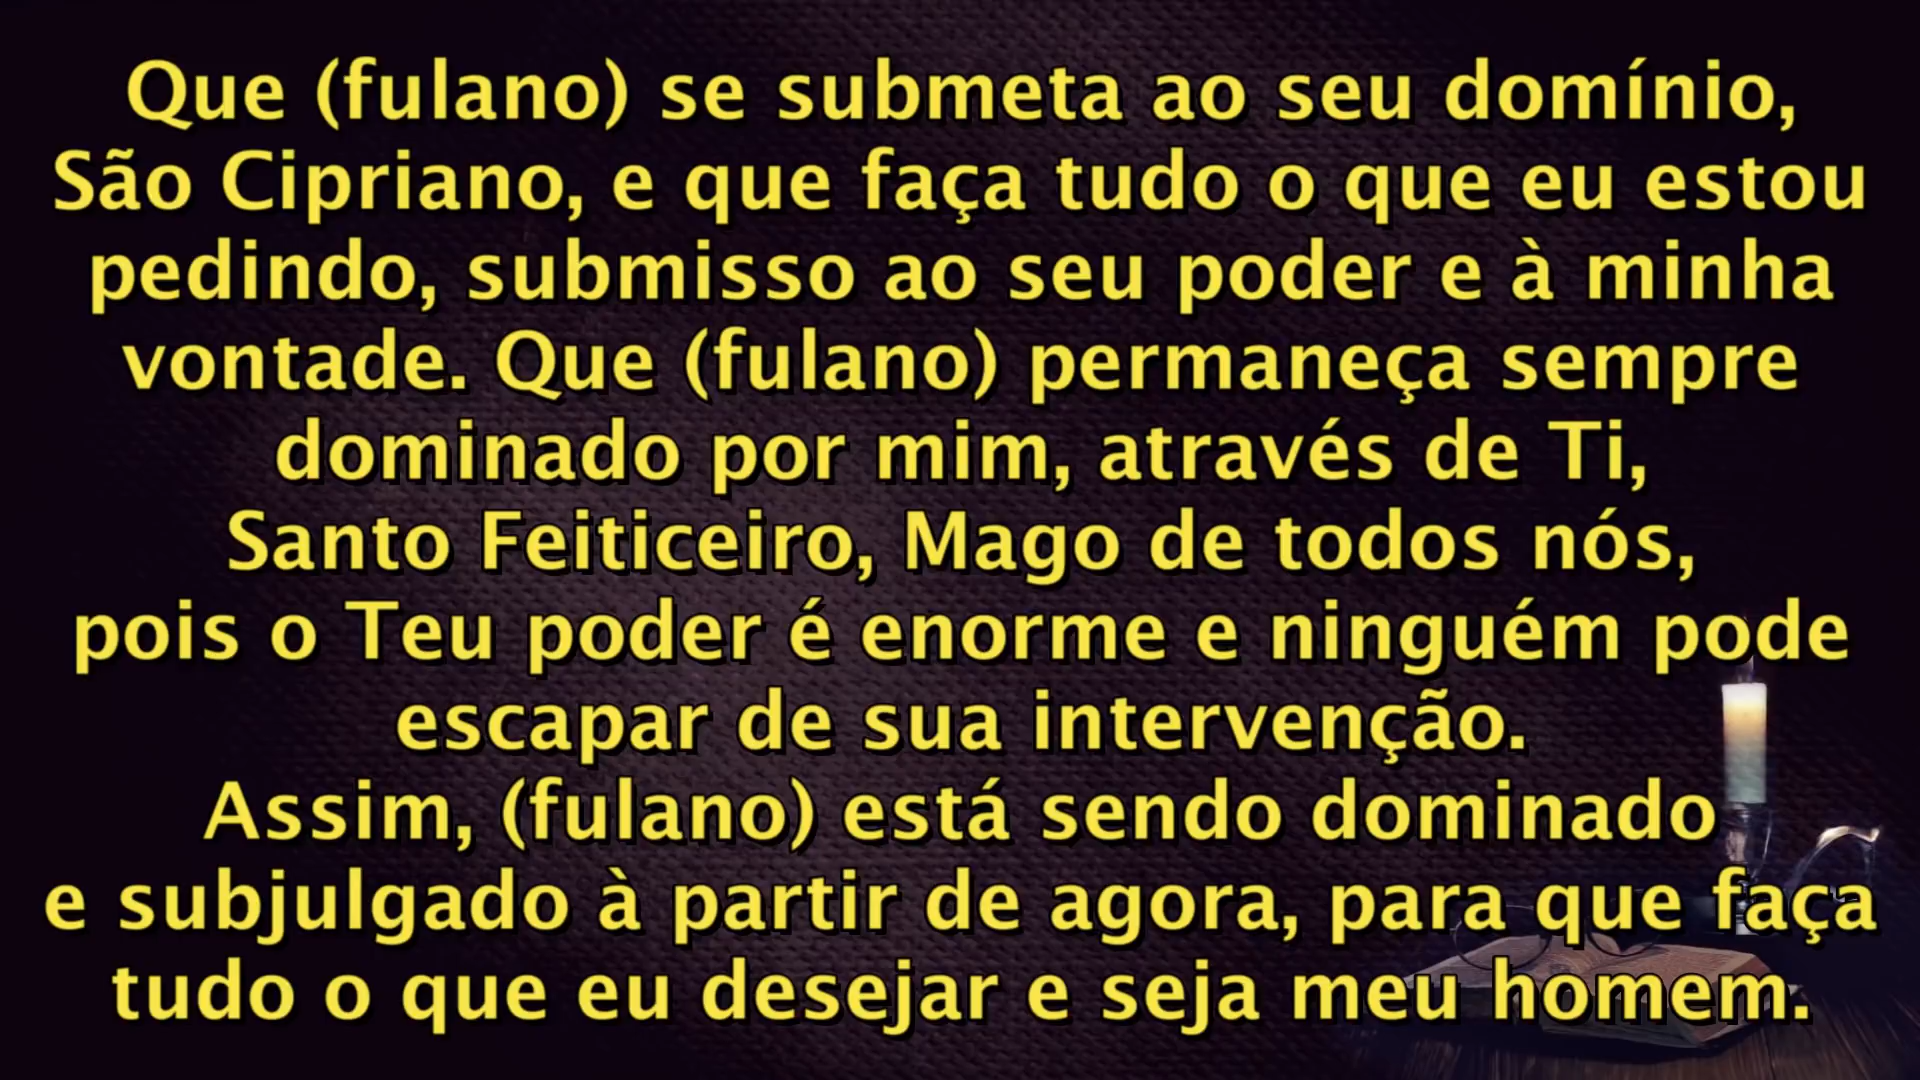 Que (fulano) se submeta ao seu domínio,
São Cipriano, e que faça tudo o que eu estou
pedindo, submisso ao seu poder e à minha
vontade. Que (fulano) permaneça sempre
dominado por mim, através de Ti,
Santo Feiticeiro, Mago de todos nós,
pois o Teu poder é enorme e ninguém pode
escapar de sua intervenção.
Assim, (fulano) está sendo dominado
e subjulgado à partir de agora, para que faça
tudo o que eu desejar e seja meu homem.